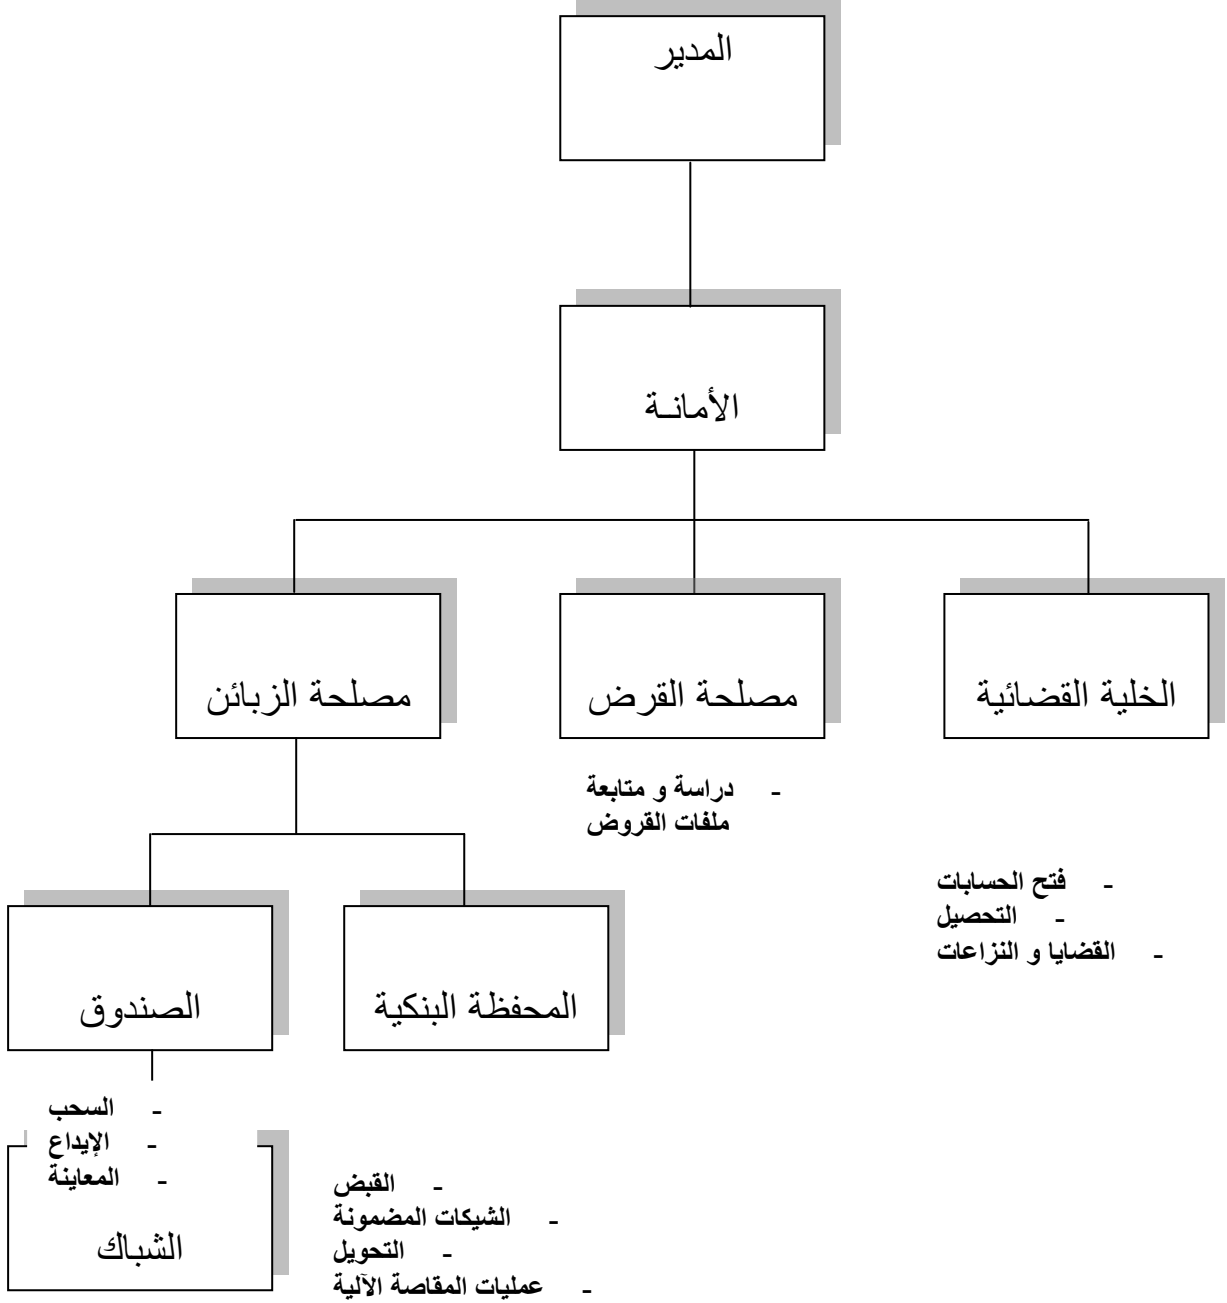 المدير
الأمانـة
الخلية القضائية
مصلحة القرض
مصلحة الزبائن
- دراسة و متابعة
ملفات القروض
- فتح الحسابات
- التحصيل
- القضايا و النزاعات
المحفظة البنكية
الصندوق
- السحب
- الإيداع
- المعاينة
الشباك
- القبض
- الشيكات المضمونة
- التحويل
- عمليات المقاصة الآلية